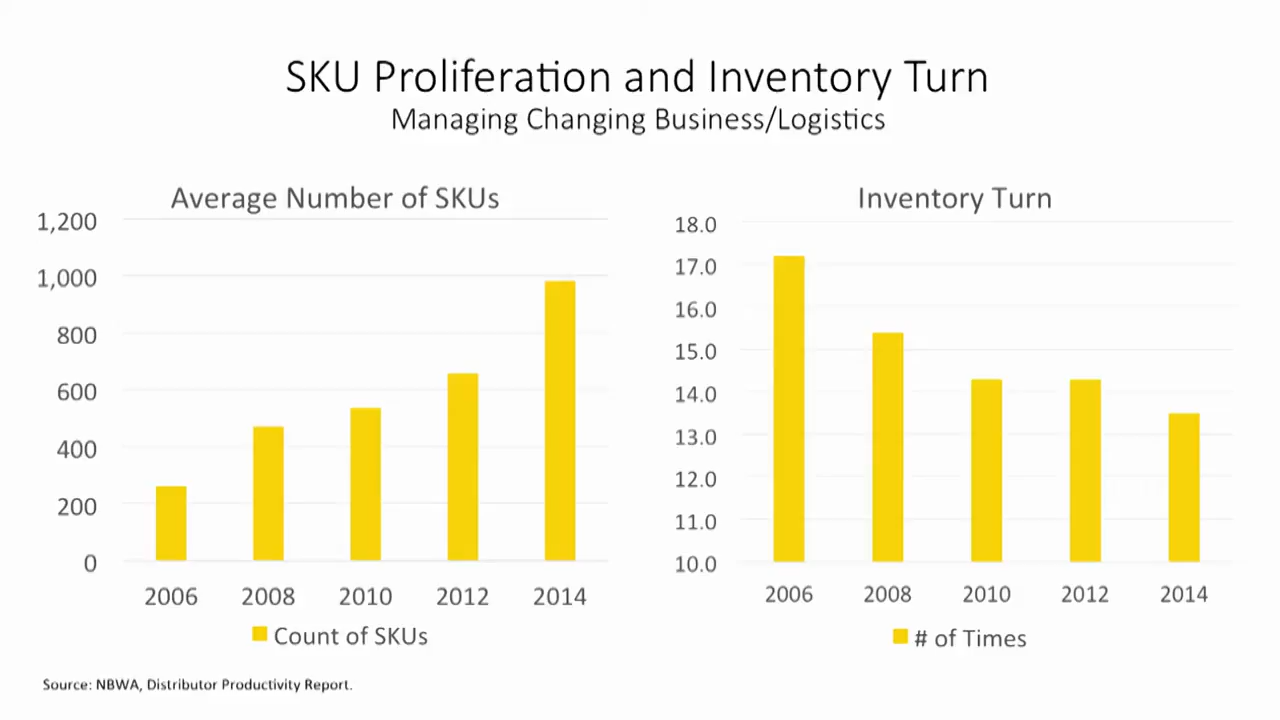 SKU Proliferation and Inventory Turn
Managing Changing Business/Logistics
Average Number of SKUs
1,200
1,000
800
600
400
200
0
2006 2008 2010 2012 2014
Count of SKUs
Inventory Turn
18.0
17.0
16.0
15.0
14.0
13.0
12.0
11.0
10.0
2006 2008 2010 2012 2014
# of Times
Source: NBWA, Distributor Productivity Report.